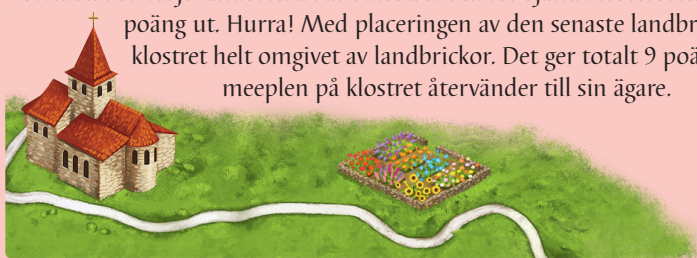 poäng ut. Hurra! Med placeringen av den senaste landbr
klostret helt omgivet av landbrickor. Det ger totalt 9 poä
meeplen på klostret återvänder till sin ägare.